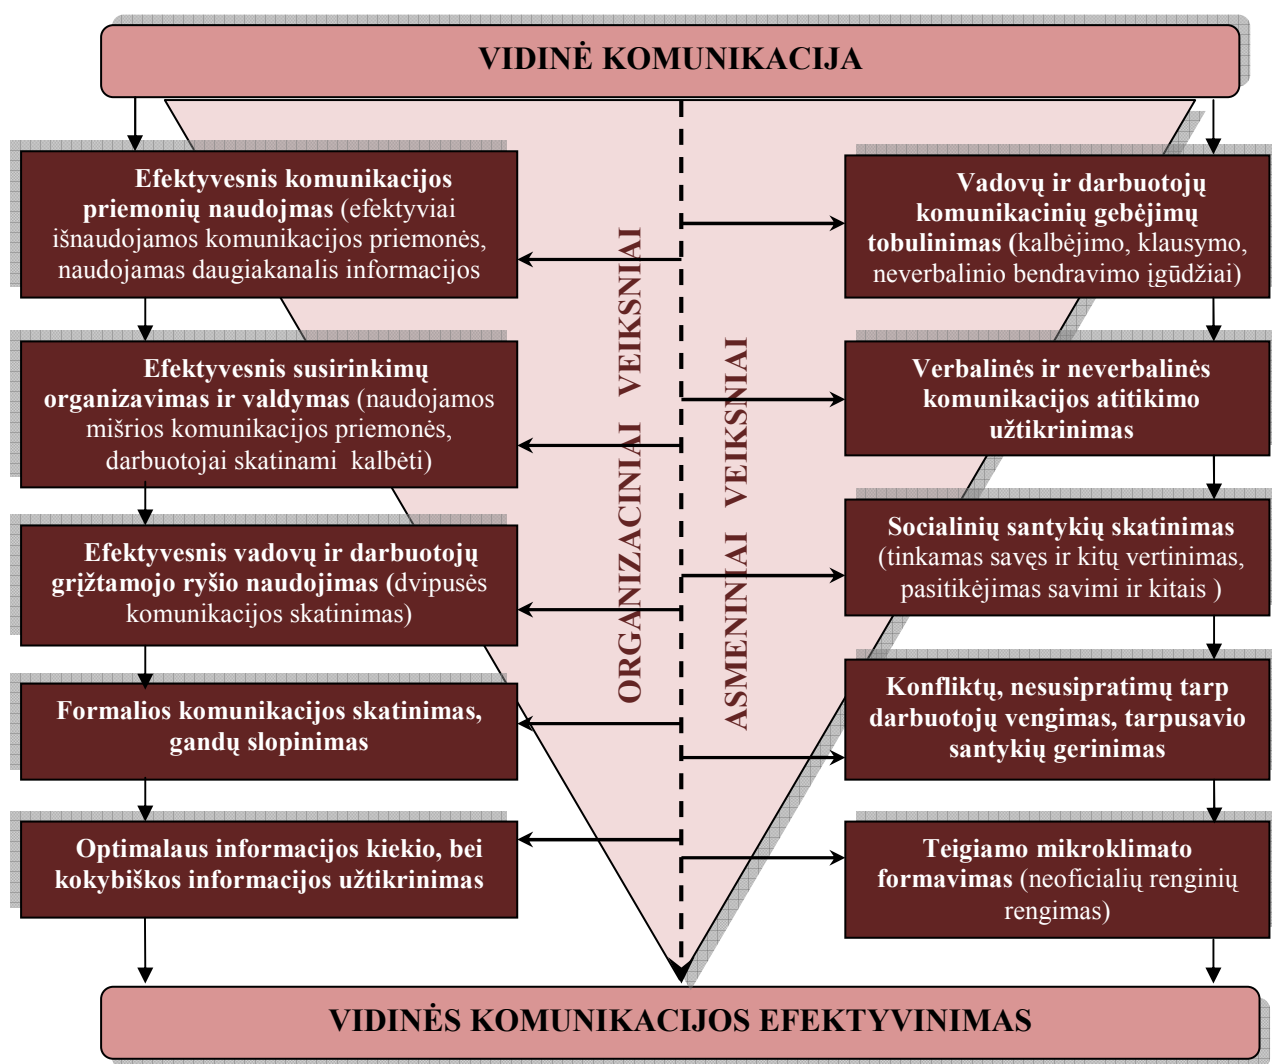 VIDINĖ KOMUNIKACIJA
Efektyvesnis komunikacijos
priemonių naudojmas (efektyviai
išnaudojamos komunikacijos priemonės,
naudojamas daugiakanalis informacijos
Efektyvesnis susirinkimų
organizavimas ir valdymas (naudojamos
mišrios komunikacijos priemonės,
darbuotojai skatinami kalbėti)
Efektyvesnis vadovų ir darbuotojų
grįžtamojo ryšio naudojimas (dvipusės
komunikacijos skatinimas)
Formalios komunikacijos skatinimas,
gandų slopinimas
Optimalaus informacijos kiekio, bei
kokybiškos informacijos užtikrinimas
ORGANIZACINIAI VEIKSNIAI
ASMENINIAI VEIKSNIAI
Vadovų ir darbuotojų
komunikacinių gebėjimų
tobulinimas (kalbėjimo, klausymo,
neverbalinio bendravimo įgūdžiai)
Verbalinės ir neverbalinės
komunikacijos atitikimo
užtikrinimas
Socialinių santykių skatinimas
(tinkamas savęs ir kitų vertinimas,
pasitikėjimas savimi ir kitais )
Konfliktų, nesusipratimų tarp
darbuotojų vengimas, tarpusavio
santykių gerinimas
Teigiamo mikroklimato
formavimas (neoficialių renginių
rengimas)
VIDINĖS KOMUNIKACIJOS EFEKTYVINIMAS